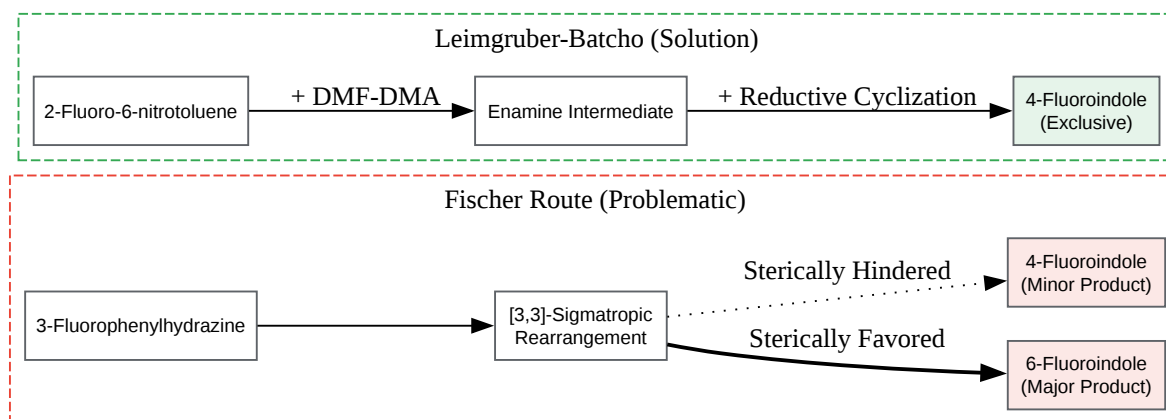 Leimgruber-Batcho (Solution)
2-Fluoro-6-nitrotoluene
+ DMF-DMA
Enamine Intermediate
+ Reductive Cyclization
4-Fluoroindole
(Exclusive)
Fischer Route (Problematic)
3-Fluorophenylhydrazine
[3,3]-Sigmatropic
Rearrangement
Sterically Hindered
4-Fluoroindole
(Minor Product)
Sterically Favored
6-Fluoroindole
(Major Product)